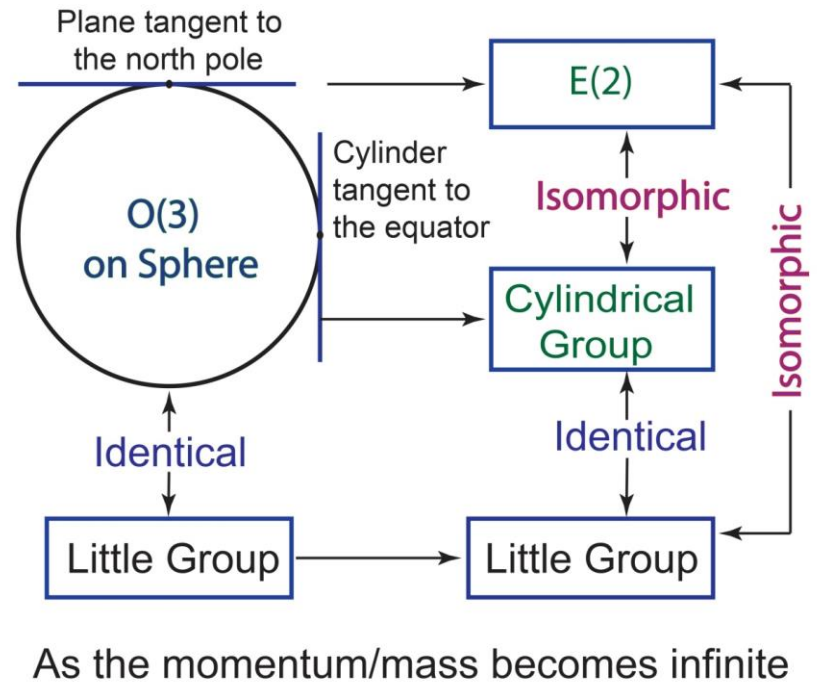 Plane tangent to
the north pole
E(2)
Cylinder
tangent to
the equator
O(3)
on Sphere
Isomorphic
Isomorphic
Cylindrical
Group
Identical
Identical
Little Group
Little Group
As the momentum/mass becomes infinite